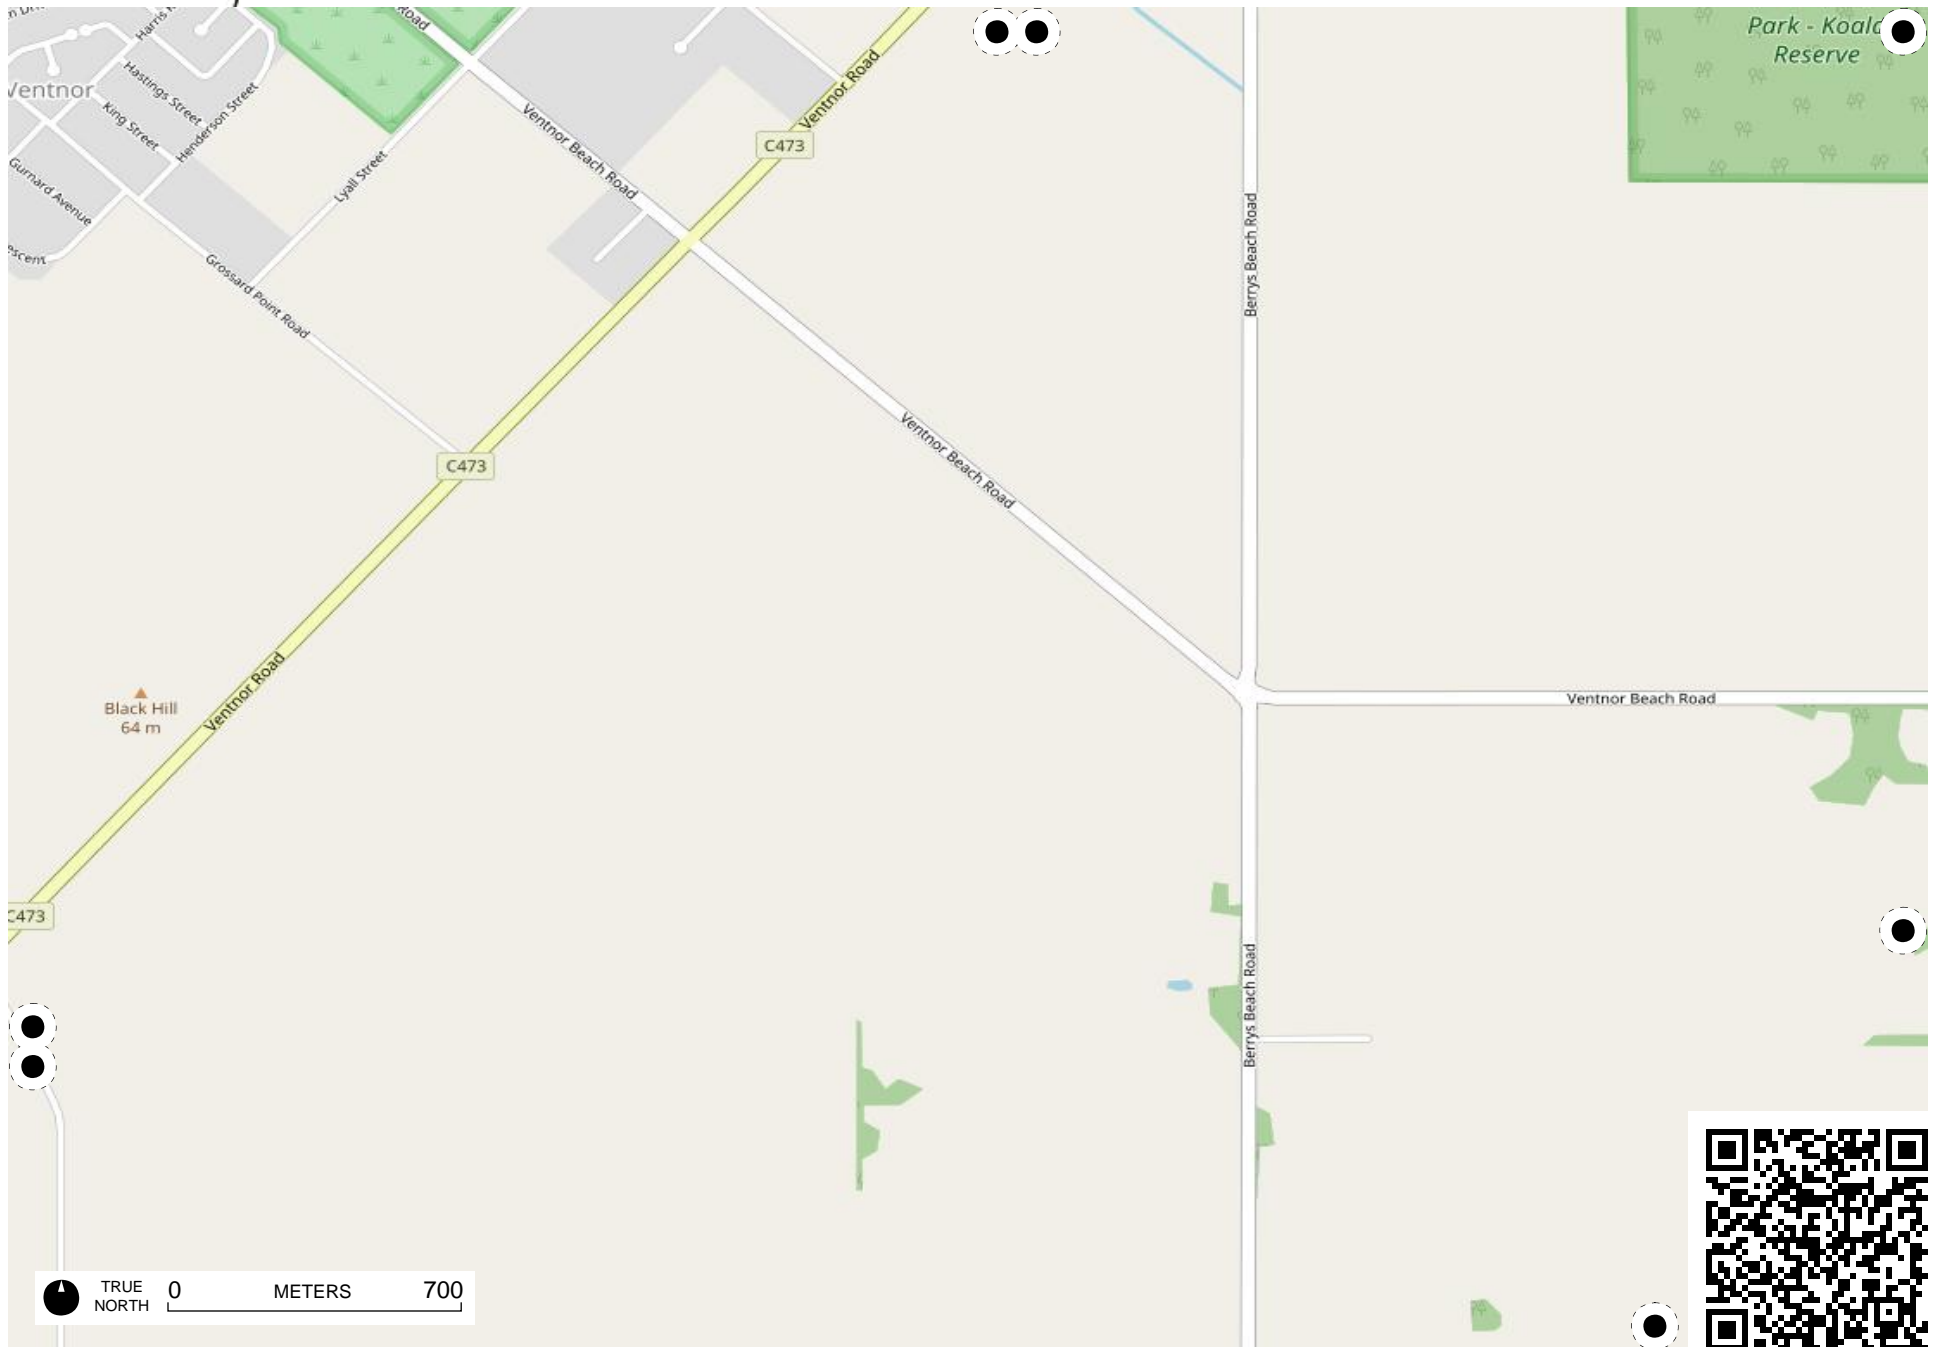 Road
Harris
Park - Koala
Reserve
Ventnor
Hastings Street
King Street
Henderson Street
Gurnard Avenue
Lyall Street
Grossard Point Road
Ventnor Beach Road
Ventnor Road
C473
Berrys Beach Road
Ventnor Beach Road
C473
Ventnor Road
Black Hill
64 m
Ventnor Beach Road
C473
Berrys Beach Road
TRUE
NORTH
0
METERS
700